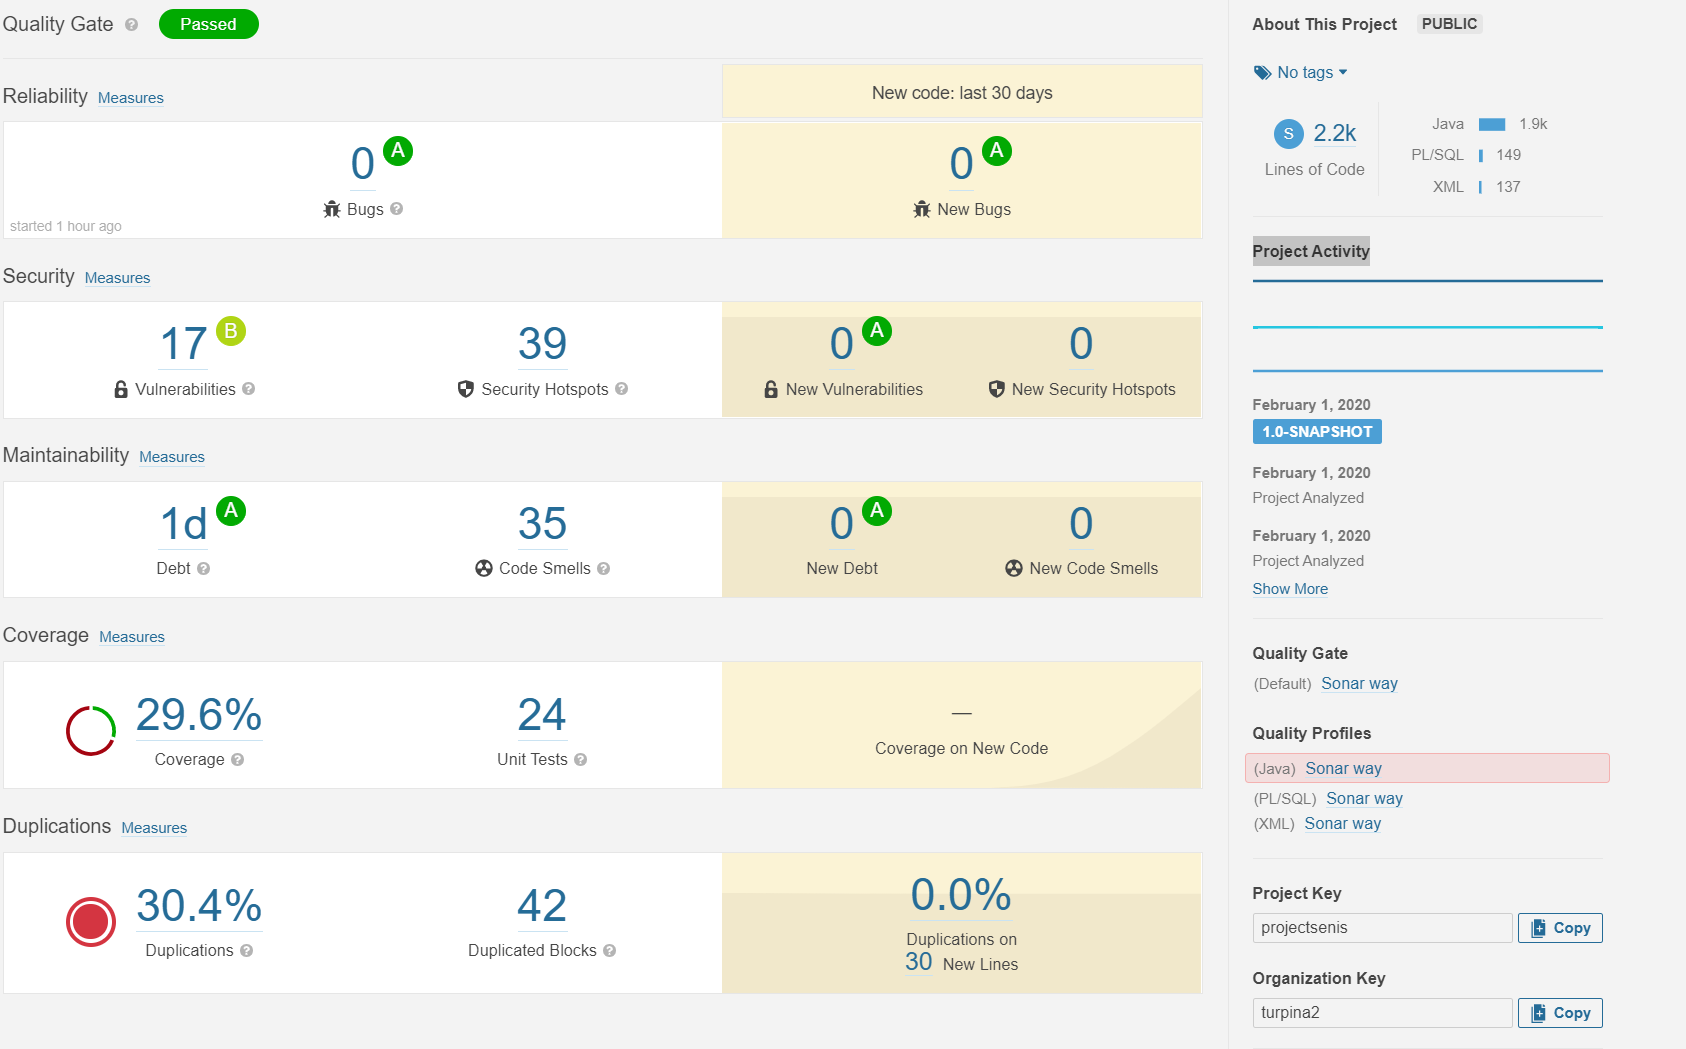 Quality Gate ? Passed
Reliability Measures
New code: last 30 days
0 A
Bugs ?
started 1 hour ago
0 A
New Bugs
Security Measures
17 B
Vulnerabilities ?
39
Security Hotspots ?
0 A
New Vulnerabilities
0
New Security Hotspots
Maintainability Measures
1d A
Debt ?
35
Code Smells ?
0 A
New Debt
0
New Code Smells
Coverage Measures
29.6%
Coverage ?
24
Unit Tests ?
—
Coverage on New Code
Duplications Measures
30.4%
Duplications ?
42
Duplicated Blocks ?
0.0%
Duplications on
30 New Lines
About This Project PUBLIC
No tags
S 2.2k
Lines of Code
Java 1.9k
PL/SQL 149
XML 137
Project Activity
February 1, 2020
1.0-SNAPSHOT
February 1, 2020
Project Analyzed
February 1, 2020
Project Analyzed
Show More
Quality Gate
(Default) Sonar way
Quality Profiles
(Java) Sonar way
(PL/SQL) Sonar way
(XML) Sonar way
Project Key
projectsenis Copy
Organization Key
turpina2 Copy